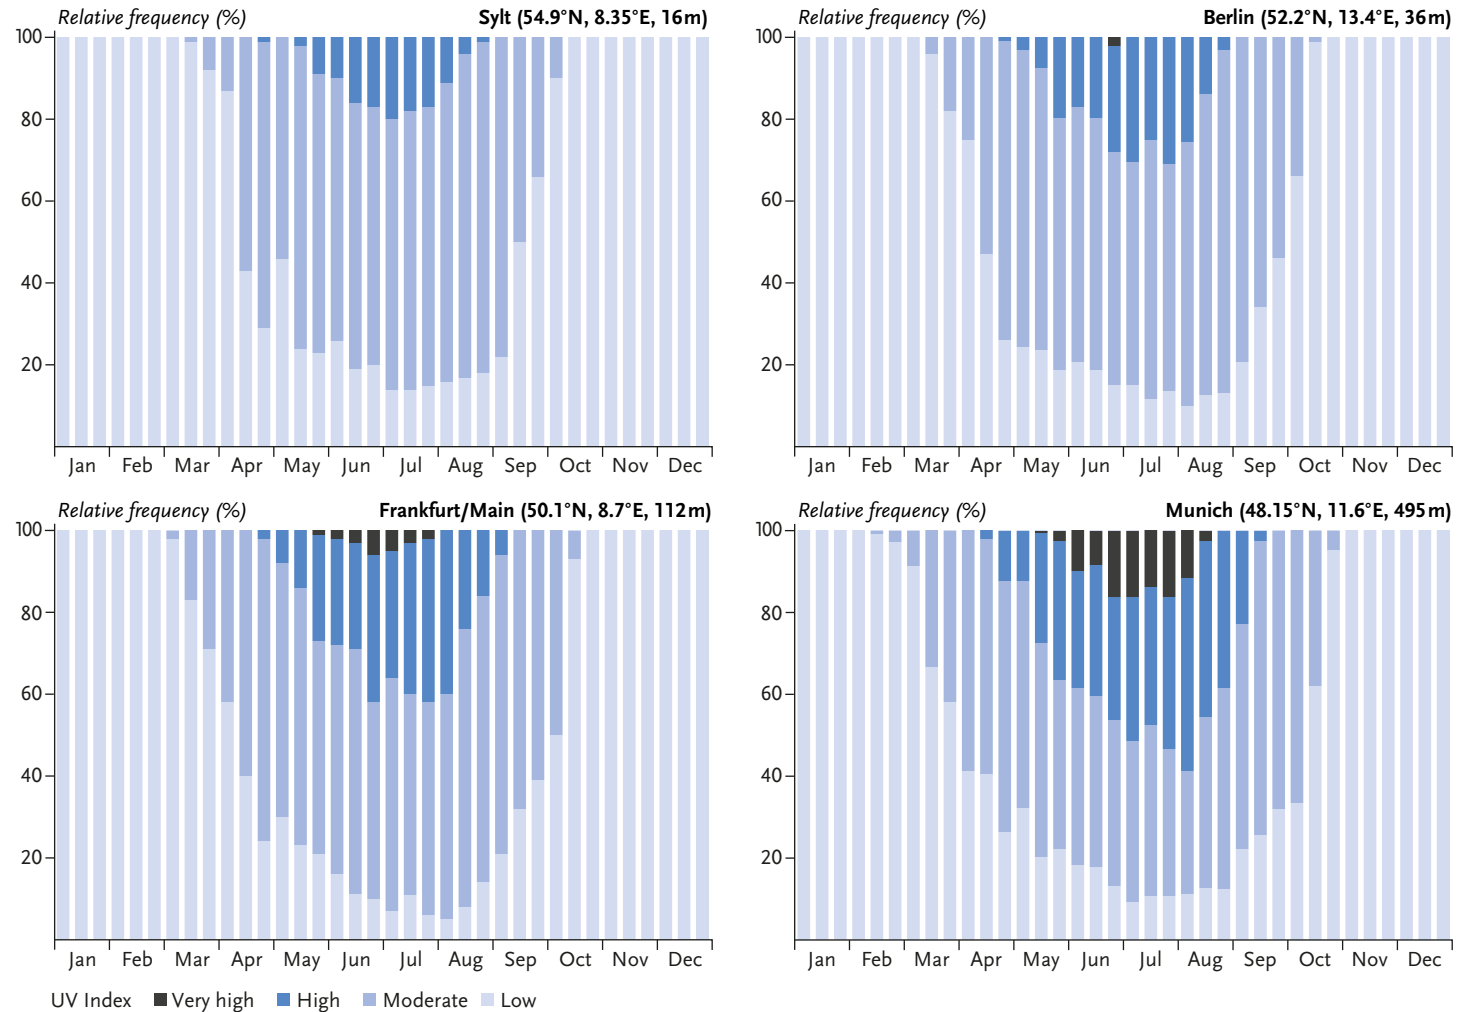 Relative frequency (%) Sylt (54.9°N, 8.35°E, 16m)
100
80
60
40
20
Jan Feb Mar Apr May Jun Jul Aug Sep Oct Nov Dec
Relative frequency (%) Berlin (52.2°N, 13.4°E, 36m)
100
80
60
40
20
Jan Feb Mar Apr May Jun Jul Aug Sep Oct Nov Dec
Relative frequency (%) Frankfurt/Main (50.1°N, 8.7°E, 112m)
100
80
60
40
20
Jan Feb Mar Apr May Jun Jul Aug Sep Oct Nov Dec
Relative frequency (%) Munich (48.15°N, 11.6°E, 495m)
100
80
60
40
20
Jan Feb Mar Apr May Jun Jul Aug Sep Oct Nov Dec
UV Index Very high High Moderate Low